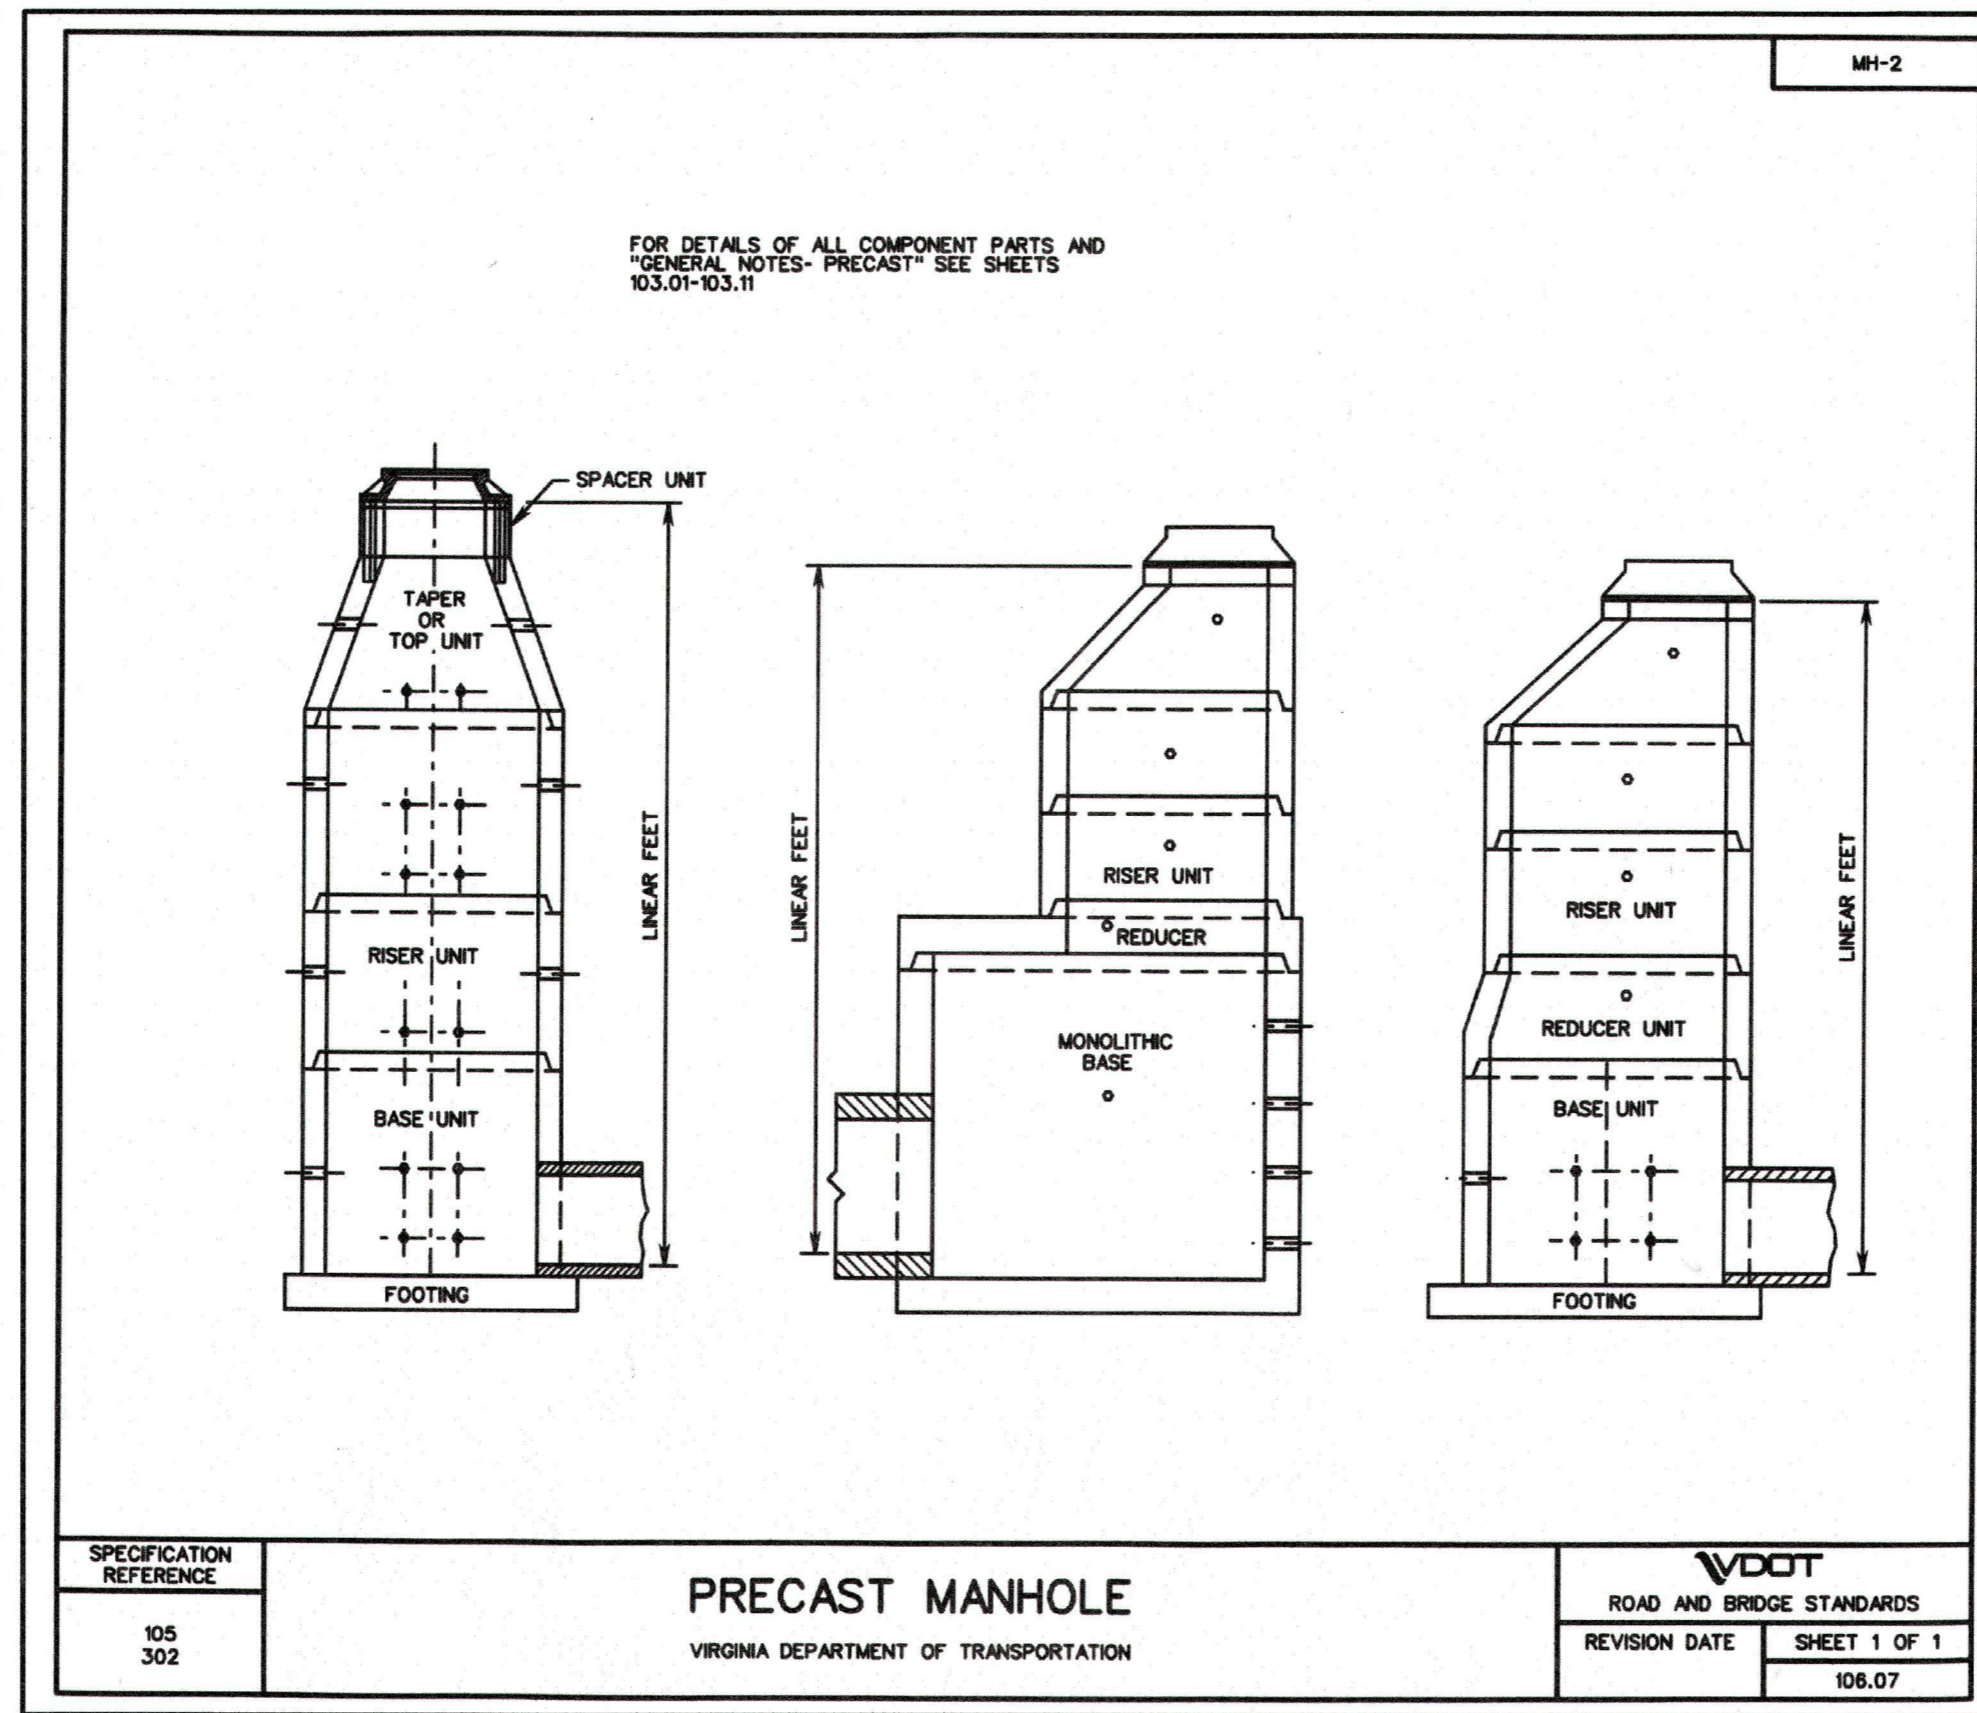 MH-2
FOR DETAILS OF ALL COMPONENT PARTS AND
"GENERAL NOTES- PRECAST" SEE SHEETS
103.01-103.11
SPACER UNIT
TAPER
OR
TOP UNIT
RISER UNIT
BASE UNIT
FOOTING
LINEAR FEET
LINEAR FEET
RISER UNIT
REDUCER
MONOLITHIC
BASE
RISER UNIT
REDUCER UNIT
BASE UNIT
FOOTING
LINEAR FEET
SPECIFICATION
REFERENCE
105
302
PRECAST MANHOLE
VIRGINIA DEPARTMENT OF TRANSPORTATION
VDOT
ROAD AND BRIDGE STANDARDS
REVISION DATE
SHEET 1 OF 1
106.07